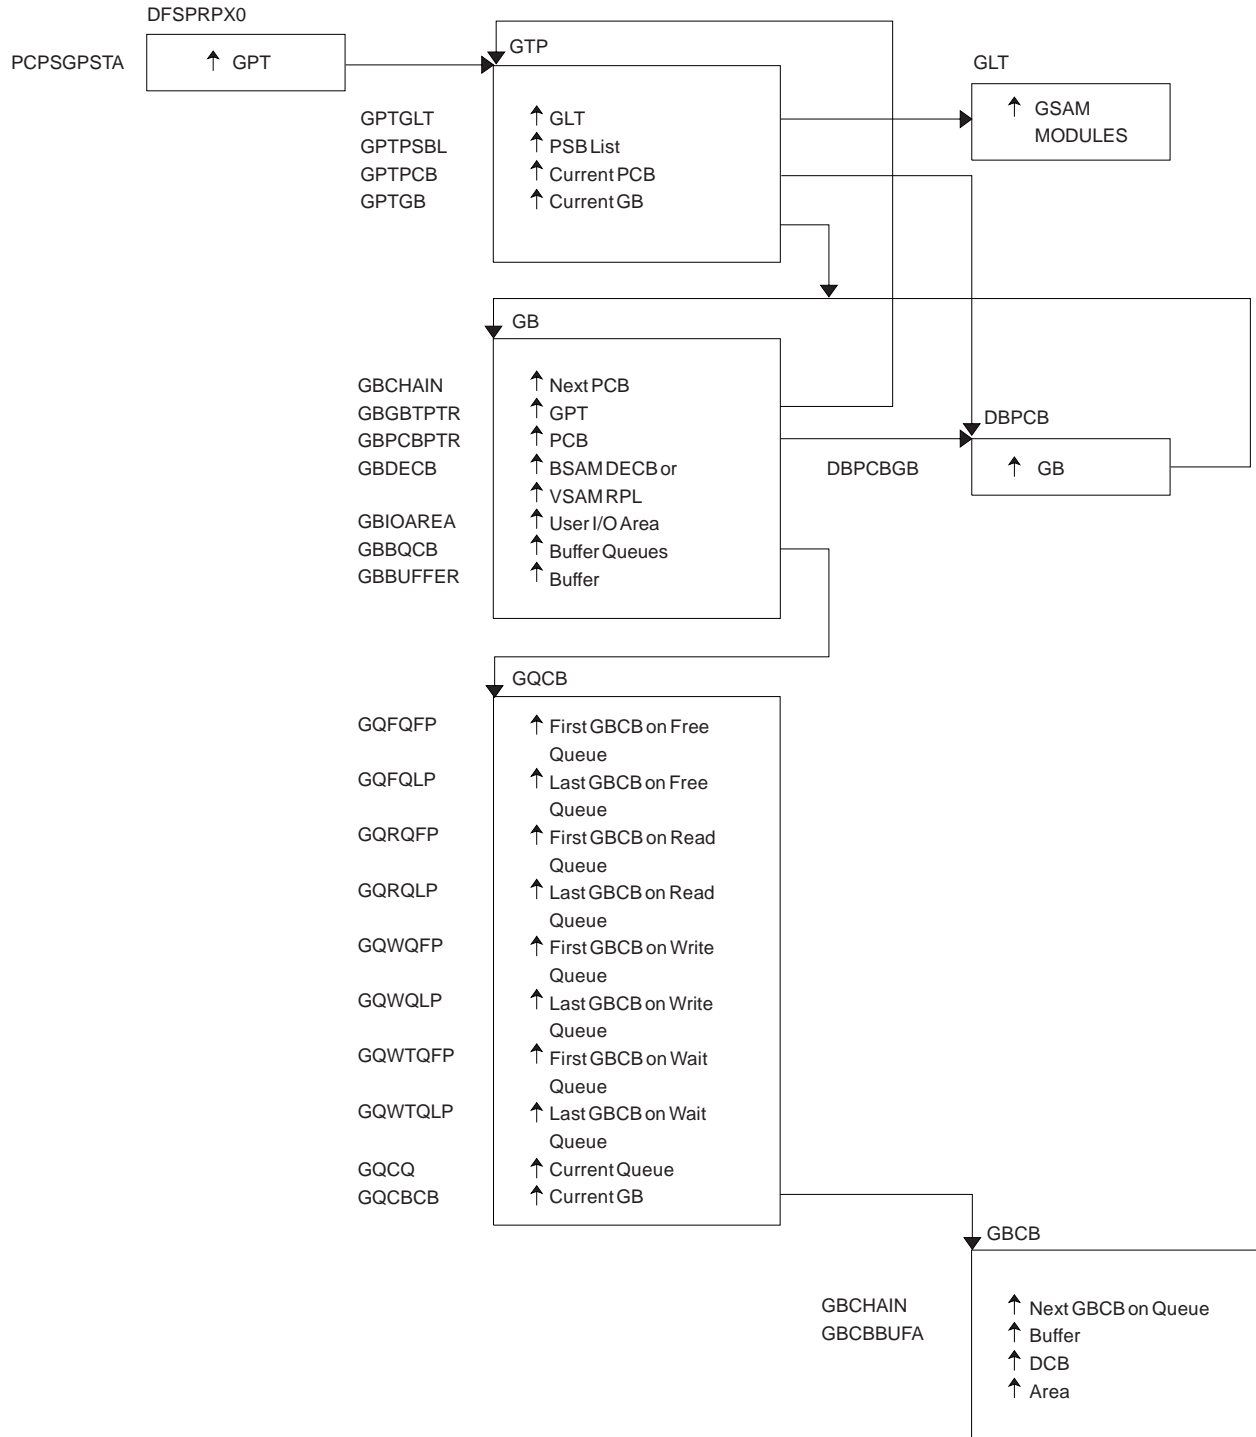 DFSPRPX0
PCPSGPSTA
GPT
GTP
GPTGLT
GLT
GPTPSBL
PSB List
GPTPCB
Current PCB
GPTGB
Current GB
GLT
GSAM
MODULES
GB
GBCHAIN
Next PCB
GBGBTPTR
GPT
GBPCBPTR
PCB
GBDECB
BSAM DECB or
VSAM RPL
GBIOAREA
User I/O Area
GBBQCB
Buffer Queues
GBBUFFER
Buffer
DBPCB
DBPCBGB
GB
GQCB
GQFQFP
First GBCB on Free
Queue
GQFQLP
Last GBCB on Free
Queue
GQRQFP
First GBCB on Read
Queue
GQRQLP
Last GBCB on Read
Queue
GQWQFP
First GBCB on Write
Queue
GQWQLP
Last GBCB on Write
Queue
GQWTQFP
First GBCB on Wait
Queue
GQWTQLP
Last GBCB on Wait
Queue
GQCQ
Current Queue
GQCBCB
Current GB
GBCB
GBCHAIN
Next GBCB on Queue
GBCBBUFA
Buffer
DCB
Area